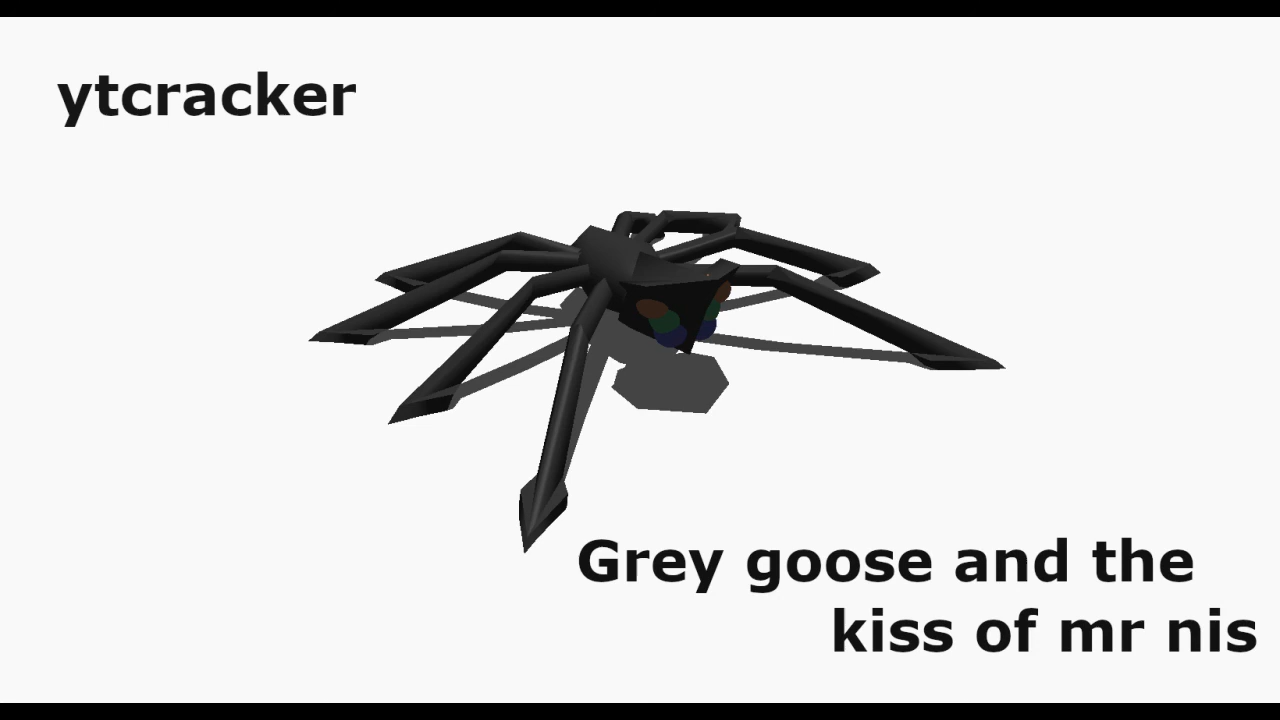 ytcracker
Grey goose and the
kiss of mr nis